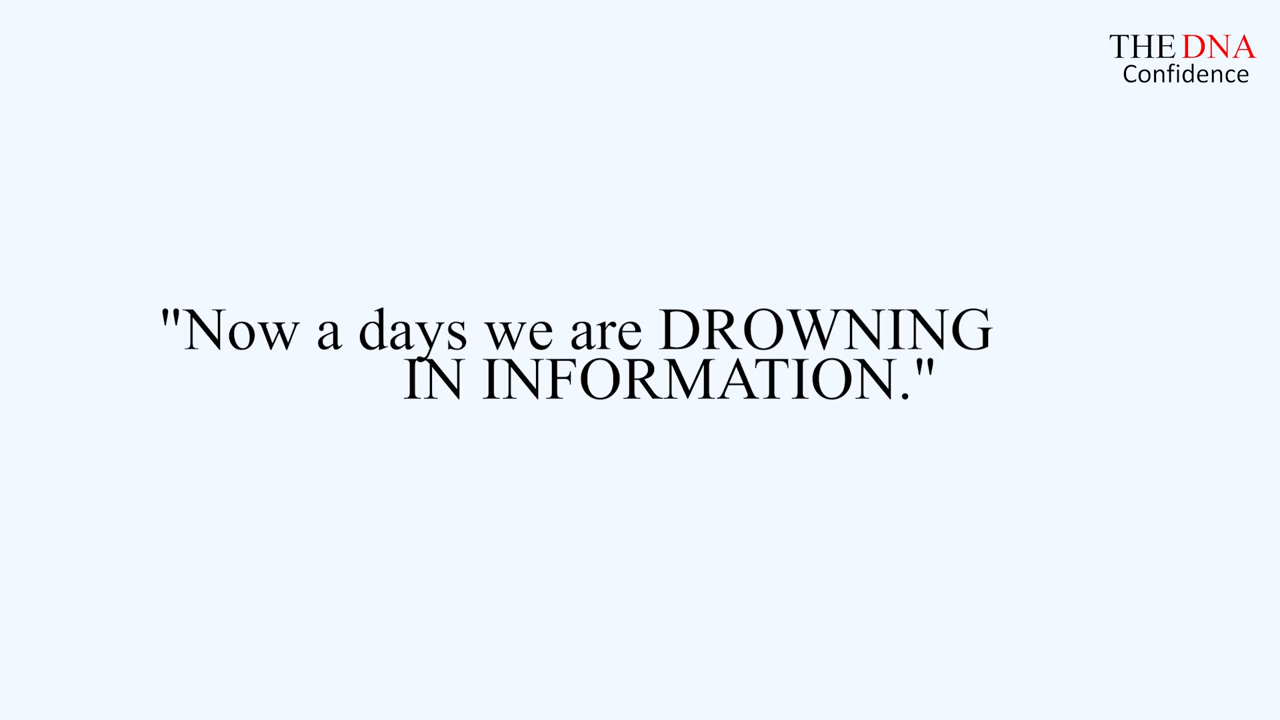 THE DNA
Confidence
"Now a days we are DROWNING
IN INFORMATION."